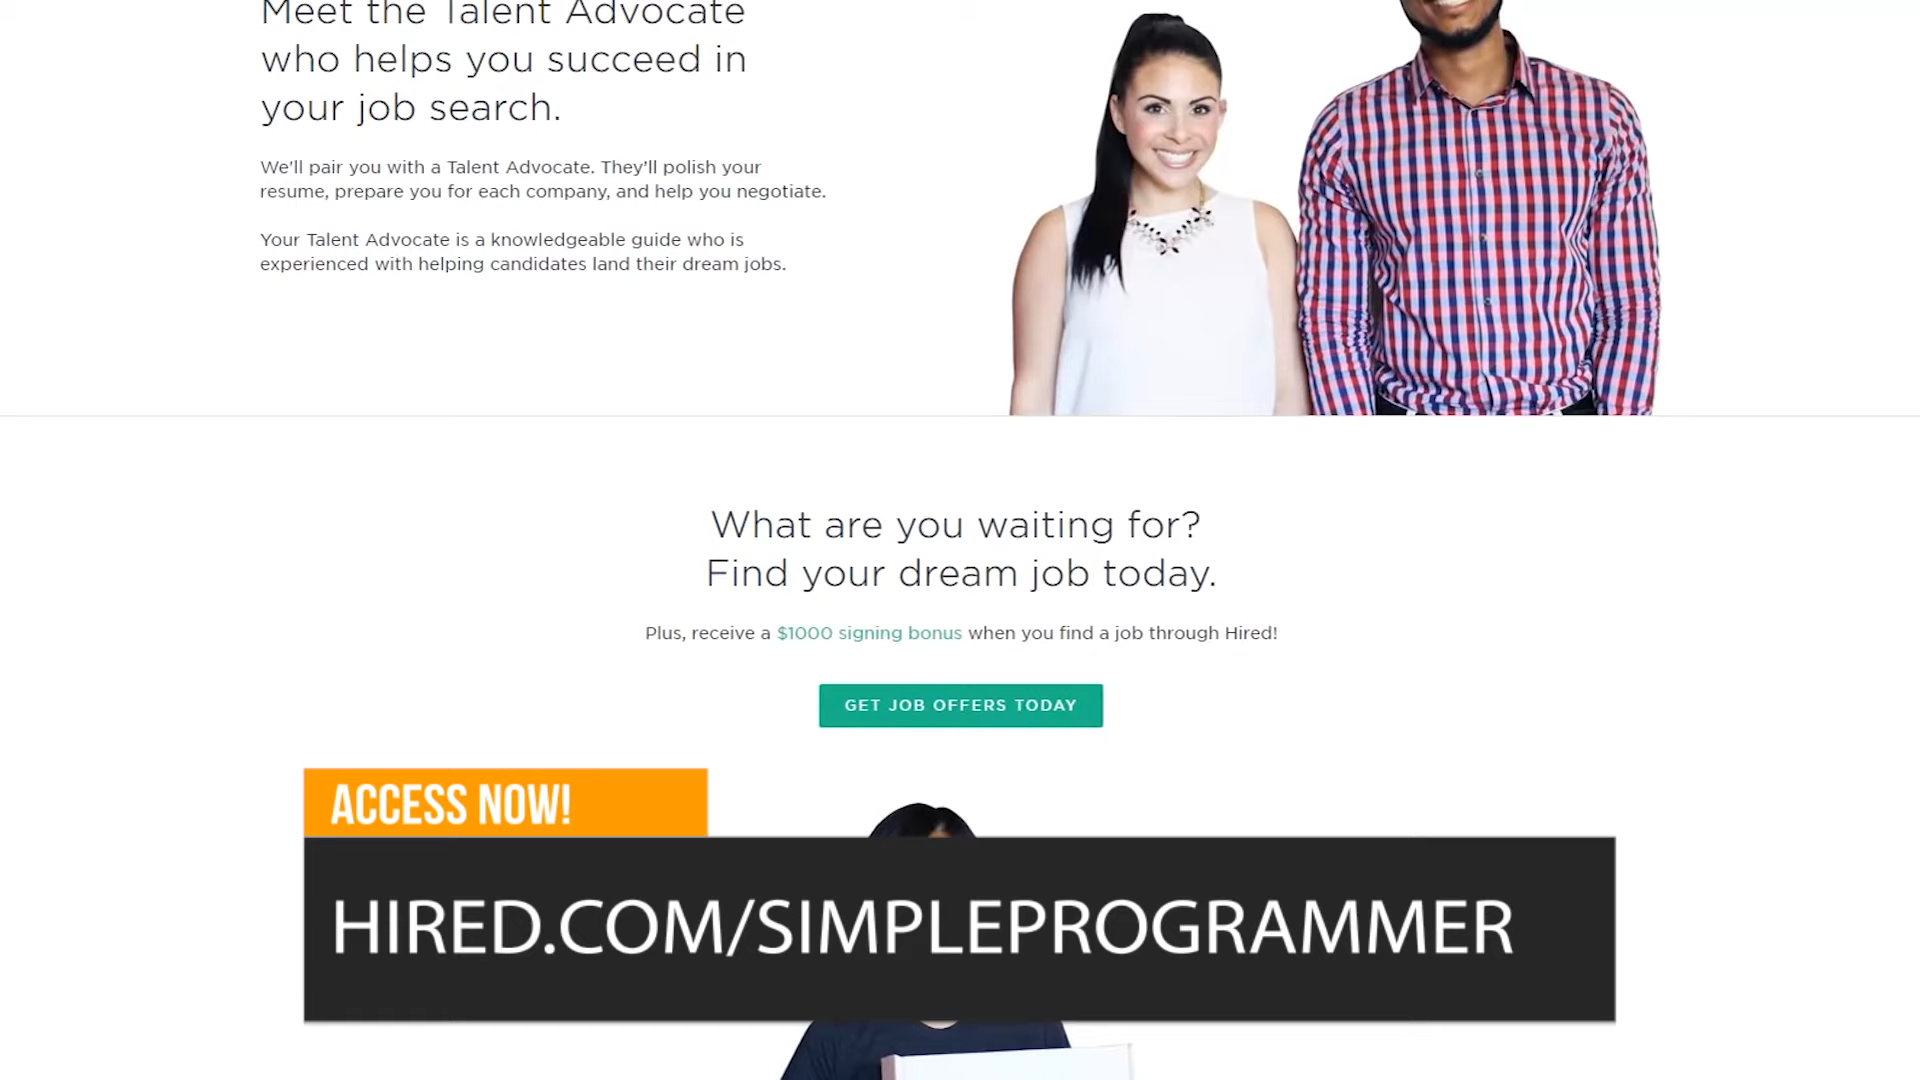 Meet the Talent Advocate
who helps you succeed in
your job search.
We'll pair you with a Talent Advocate. They'll polish your
resume, prepare you for each company, and help you negotiate.
Your Talent Advocate is a knowledgeable guide who is
experienced with helping candidates land their dream jobs.
What are you waiting for?
Find your dream job today.
Plus, receive a $1000 signing bonus when you find a job through Hired!
GET JOB OFFERS TODAY
ACCESS NOW!
HIRED.COM/SIMPLEPROGRAMMER